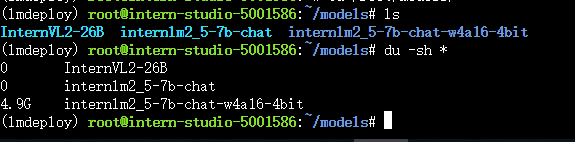 (lmdeploy) root@intern-studio-5001586:~/models# ls
InternVL2-26B internlm2_5-7b-chat internlm2_5-7b-chat-w4a16-4bit
(lmdeploy) root@intern-studio-5001586:~/models# du -sh *
0 InternVL2-26B
0 internlm2_5-7b-chat
4.9G internlm2_5-7b-chat-w4a16-4bit
(lmdeploy) root@intern-studio-5001586:~/models#